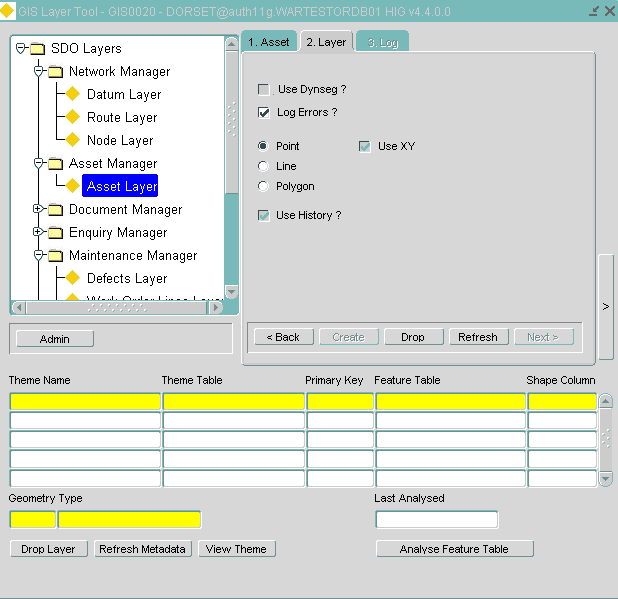 GIS Layer Tool - GIS0020 - DORSET@auth11g.WARTESTORDB01 HIG v4.4.0.0
SDO Layers
Network Manager
Datum Layer
Route Layer
Node Layer
Asset Manager
Asset Layer
Document Manager
Enquiry Manager
Maintenance Manager
Defects Layer
Work Order Lines Layer
Admin
1. Asset
2. Layer
3. Log
Use Dynseg ?
Log Errors ?
Point
Use XY
Line
Polygon
Use History ?
< Back
Create
Drop
Refresh
Next >
>
Theme Name
Theme Table
Primary Key
Feature Table
Shape Column
Geometry Type
Last Analysed
Drop Layer
Refresh Metadata
View Theme
Analyse Feature Table